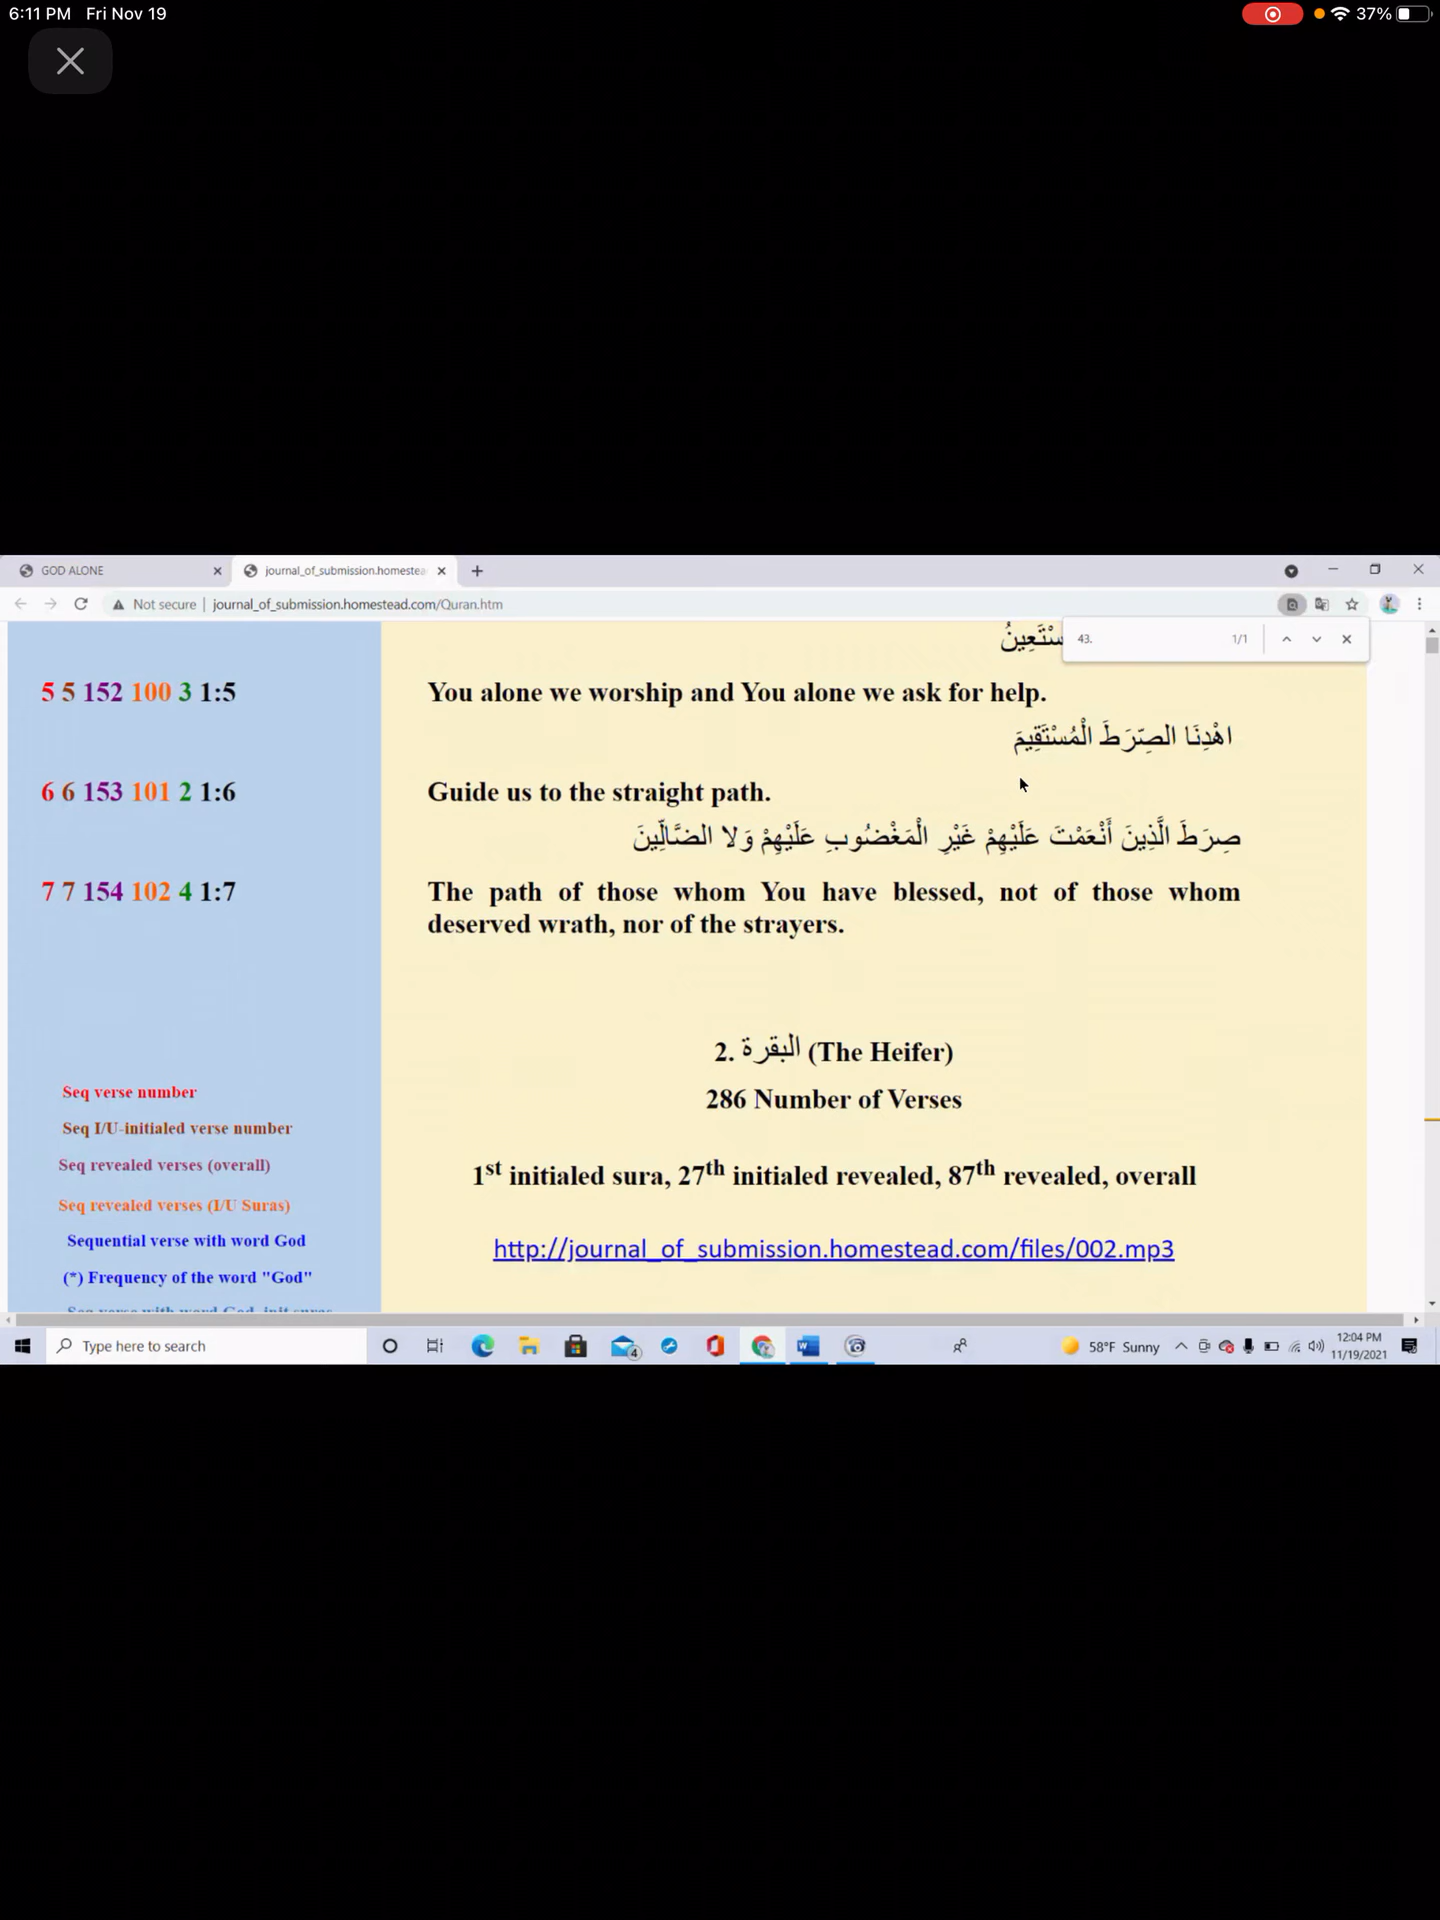 6:11 PM Fri Nov 19
37%
GOD ALONE
journal_of_submission.homestea
Not secure | journal_of_submission.homestead.com/Quran.htm
43. 1/1
5 5 152 100 3 1:5
You alone we worship and You alone we ask for help.
اهْدِنَا الصِّرَطَ الْمُسْتَقِيمَ
6 6 153 101 2 1:6
Guide us to the straight path.
صِرَطَ الَّذِينَ أَنْعَمْتَ عَلَيْهِمْ غَيْرِ الْمَغْضُوبِ عَلَيْهِمْ وَلا الضَّالِّينَ
7 7 154 102 4 1:7
The path of those whom You have blessed, not of those whom
deserved wrath, nor of the strayers.
2. البقرة (The Heifer)
286 Number of Verses
1st initialed sura, 27th initialed revealed, 87th revealed, overall
http://journal_of_submission.homestead.com/files/002.mp3
Seq verse number
Seq I/U-initialed verse number
Seq revealed verses (overall)
Seq revealed verses (I/U Suras)
Sequential verse with word God
(*) Frequency of the word "God"
Type here to search
4
58°F Sunny
12:04 PM
11/19/2021